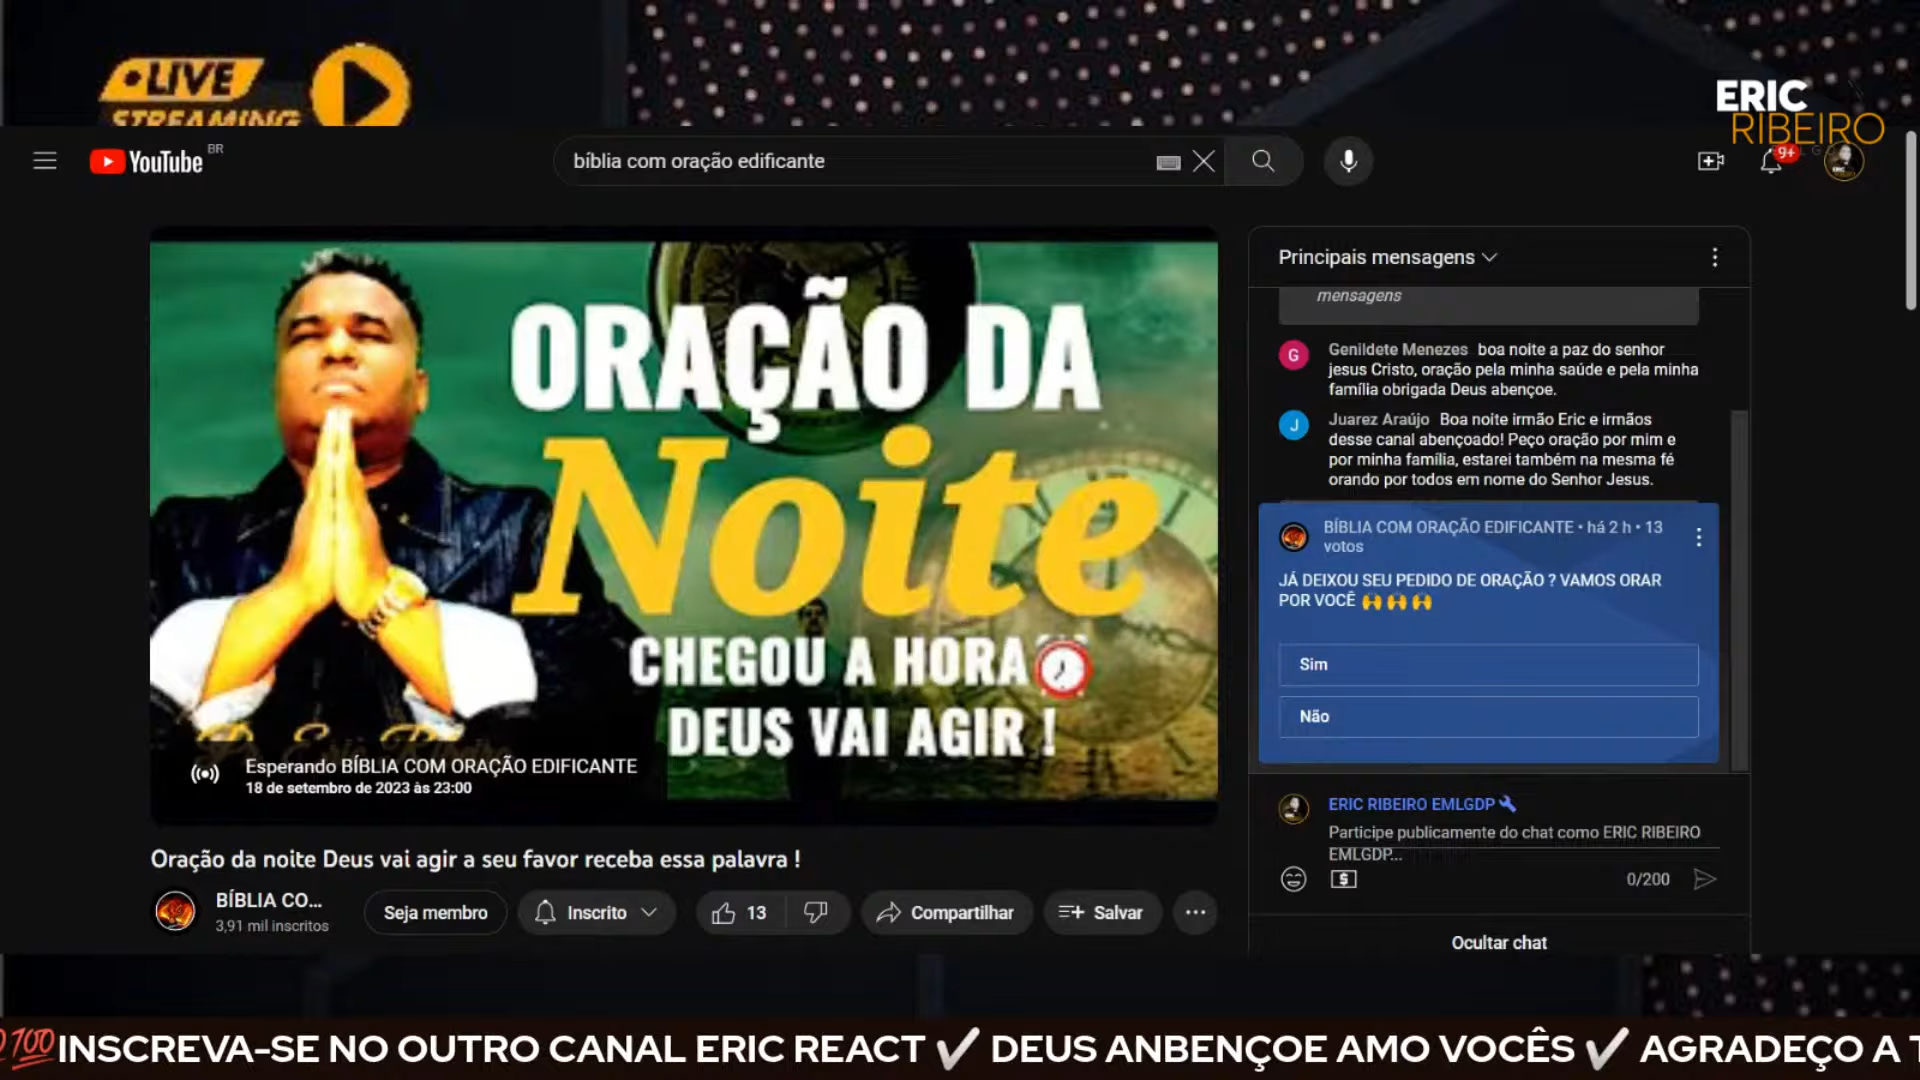 LIVE
STREAMING
ERIC
RIBEIRO
YouTube BR
bíblia com oração edificante
9+
ORAÇÃO DA
Noite
CHEGOU A HORA
DEUS VAI AGIR !
Esperando BÍBLIA COM ORAÇÃO EDIFICANTE
18 de setembro de 2023 às 23:00
Oração da noite Deus vai agir a seu favor receba essa palavra !
BÍBLIA CO...
3,91 mil inscritos
Seja membro
Inscrito
13
Compartilhar
Salvar
Principais mensagens
mensagens
Genildete Menezes boa noite a paz do senhor
jesus Cristo, oração pela minha saúde e pela minha
família obrigada Deus abençoe.
Juarez Araújo Boa noite irmão Eric e irmãos
desse canal abençoado! Peço oração por mim e
por minha família, estarei também na mesma fé
orando por todos em nome do Senhor Jesus.
BÍBLIA COM ORAÇÃO EDIFICANTE • há 2 h • 13
votos
JÁ DEIXOU SEU PEDIDO DE ORAÇÃO ? VAMOS ORAR
POR VOCÊ 🙌 🙌 🙌
Sim
Não
ERIC RIBEIRO EMLGDP
Participe publicamente do chat como ERIC RIBEIRO
EMLGDP...
0/200
Ocultar chat
💯INSCREVA-SE NO OUTRO CANAL ERIC REACT ✔ DEUS ANBENÇOE AMO VOCÊS ✔ AGRADEÇO A T